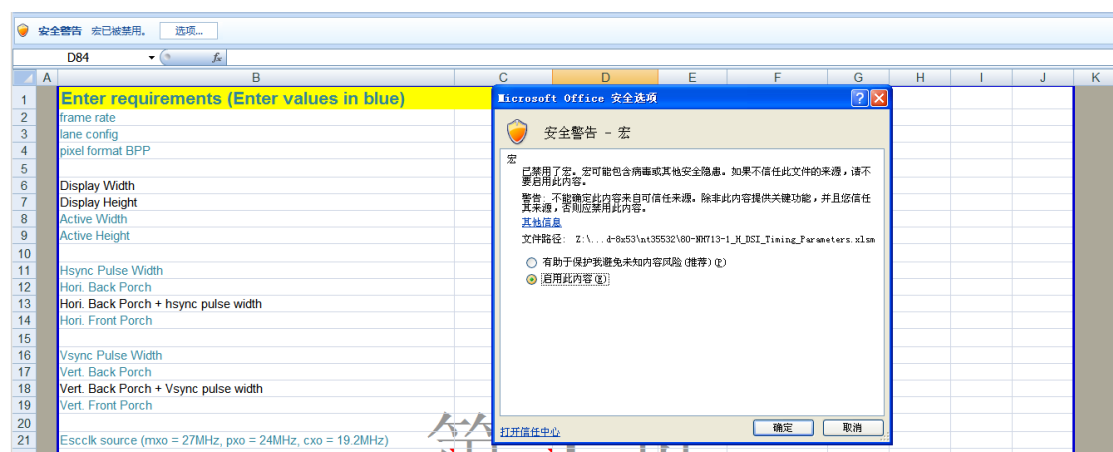 安全警告 宏已被禁用。 选项...
D84 fx
A B C D E F G H I J K
1 Enter requirements (Enter values in blue)
2 frame rate
3 lane config
4 pixel format BPP
5
6 Display Width
7 Display Height
8 Active Width
9 Active Height
10
11 Hsync Pulse Width
12 Hori. Back Porch
13 Hori. Back Porch + hsync pulse width
14 Hori. Front Porch
15
16 Vsync Pulse Width
17 Vert. Back Porch
18 Vert. Back Porch + Vsync pulse width
19 Vert. Front Porch
20
21 Escclk source (mxo = 27MHz, pxo = 24MHz, cxo = 19.2MHz)
Microsoft Office 安全选项
安全警告 - 宏
宏
已禁用了宏。宏可能包含病毒或其他安全隐患。如果不信任此文件的来源，请不
要启用此内容。
警告: 不能确定此内容来自可信任来源。除非此内容提供关键功能，并且您信任
其来源，否则应禁用此内容。
其他信息
文件路径: Z:\...d-8x53\nt35532\80-NH713-1_H_DSI_Timing_Parameters.xlsm
有助于保护我避免未知内容风险(推荐)(P)
启用此内容(E)
打开信任中心
确定 取消
第